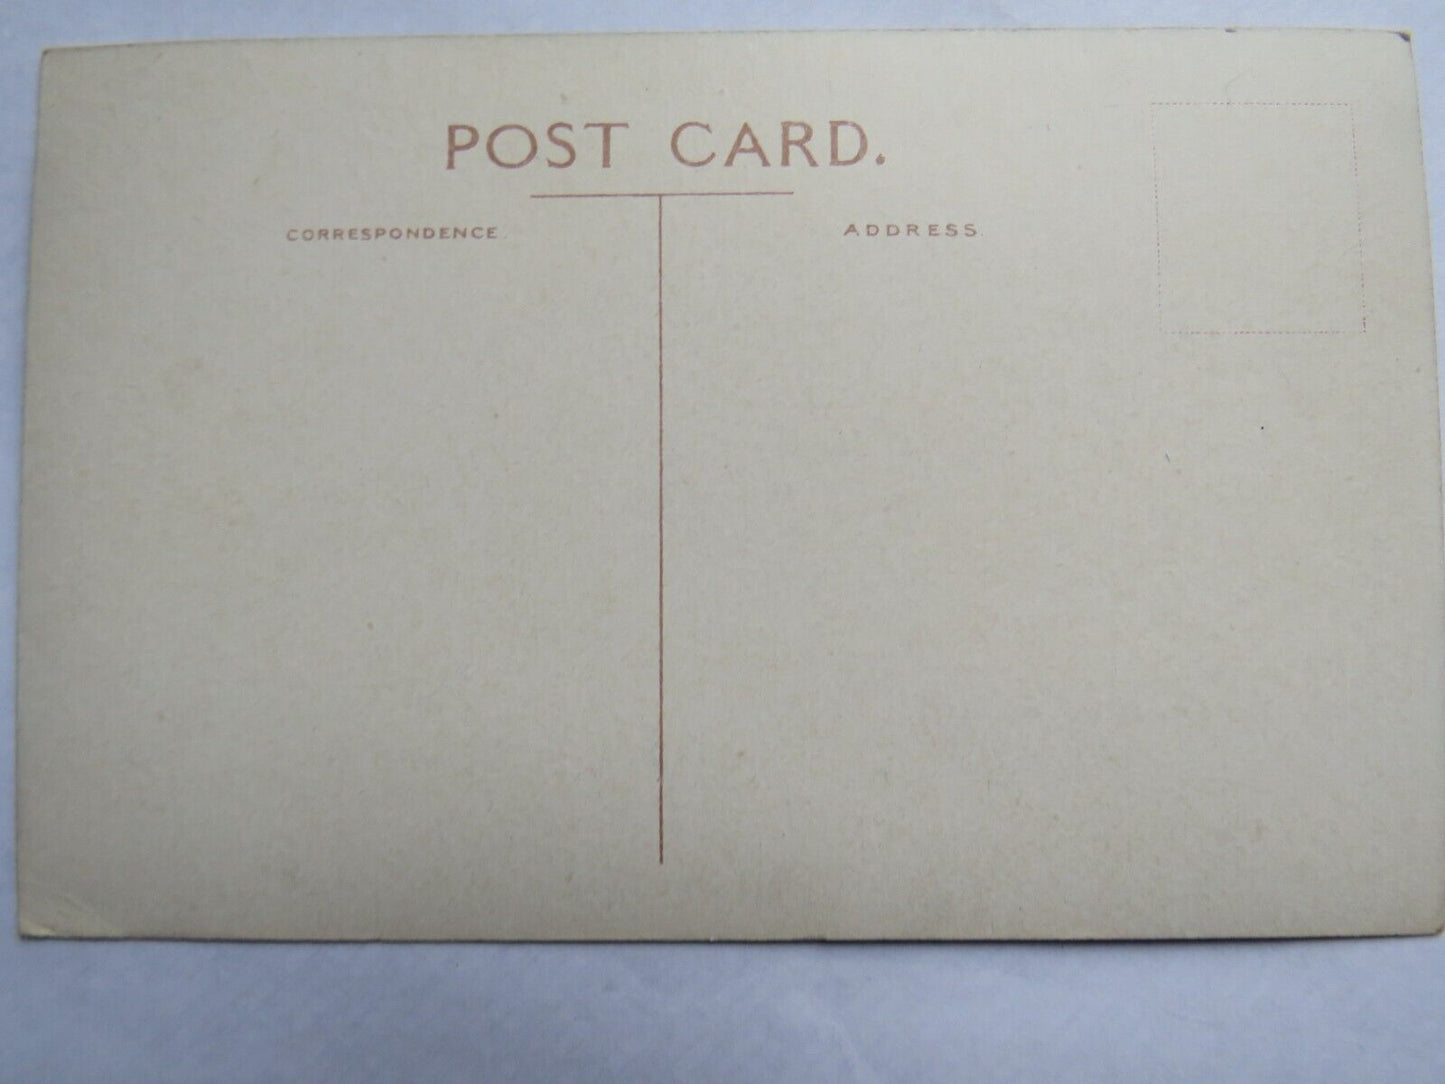 POST CARD.
CORRESPONDENCE.
ADDRESS.